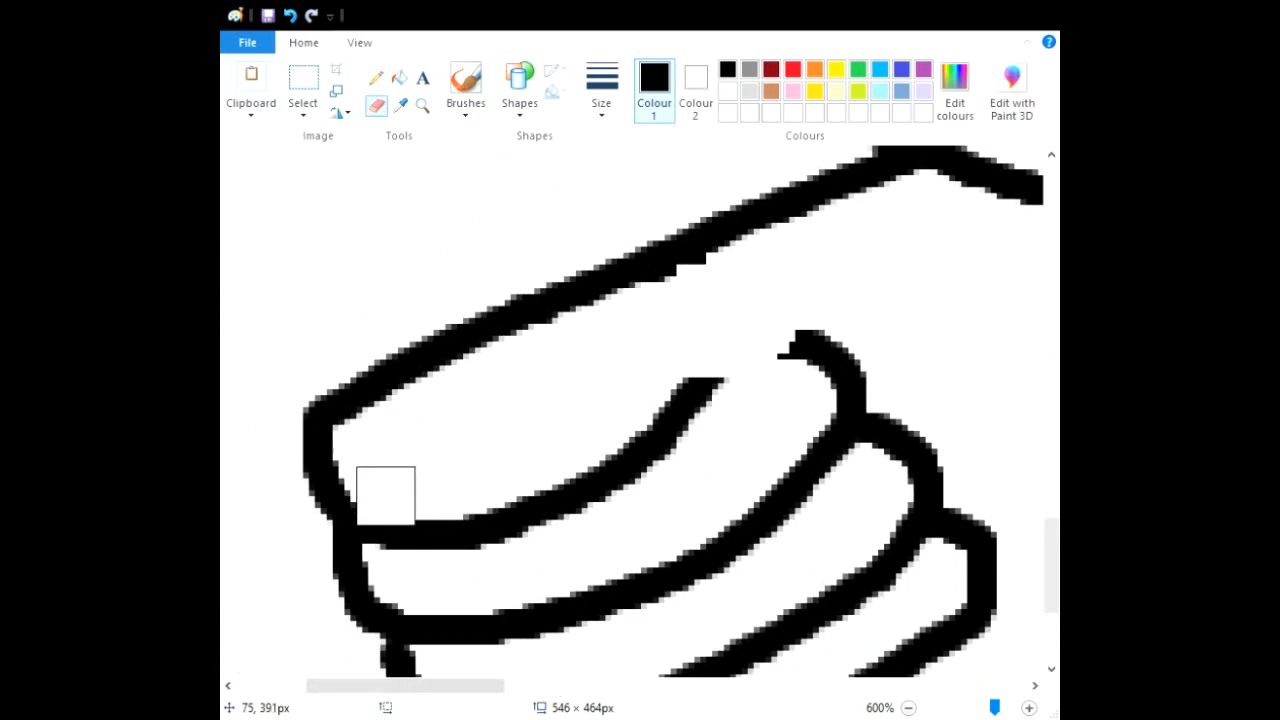 File Home View
Clipboard Select Brushes Shapes Size Colour 1 Colour 2 Edit colours Edit with Paint 3D
Image Tools Shapes Colours
75, 391px 546 × 464px 600%